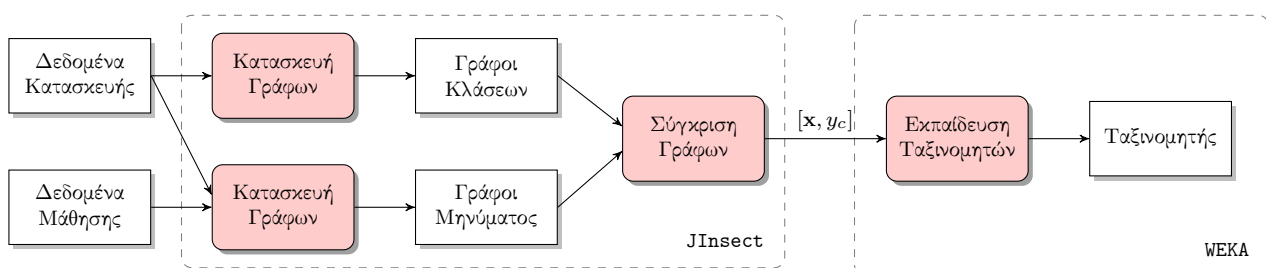 Δεδομένα
Κατασκευής
Κατασκευή
Γράφων
Γράφοι
Κλάσεων
Δεδομένα
Μάθησης
Κατασκευή
Γράφων
Γράφοι
Μηνύματος
Σύγκριση
Γράφων
JInsect
[x, y_c]
Εκπαίδευση
Ταξινομητών
Ταξινομητής
WEKA